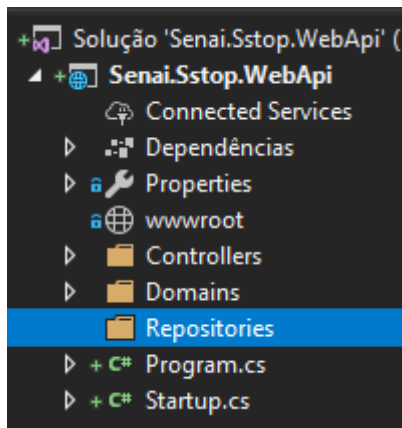 Solução 'Senai.Sstop.WebApi' (
Senai.Sstop.WebApi
Connected Services
Dependências
Properties
wwwroot
Controllers
Domains
Repositories
+ C# Program.cs
+ C# Startup.cs